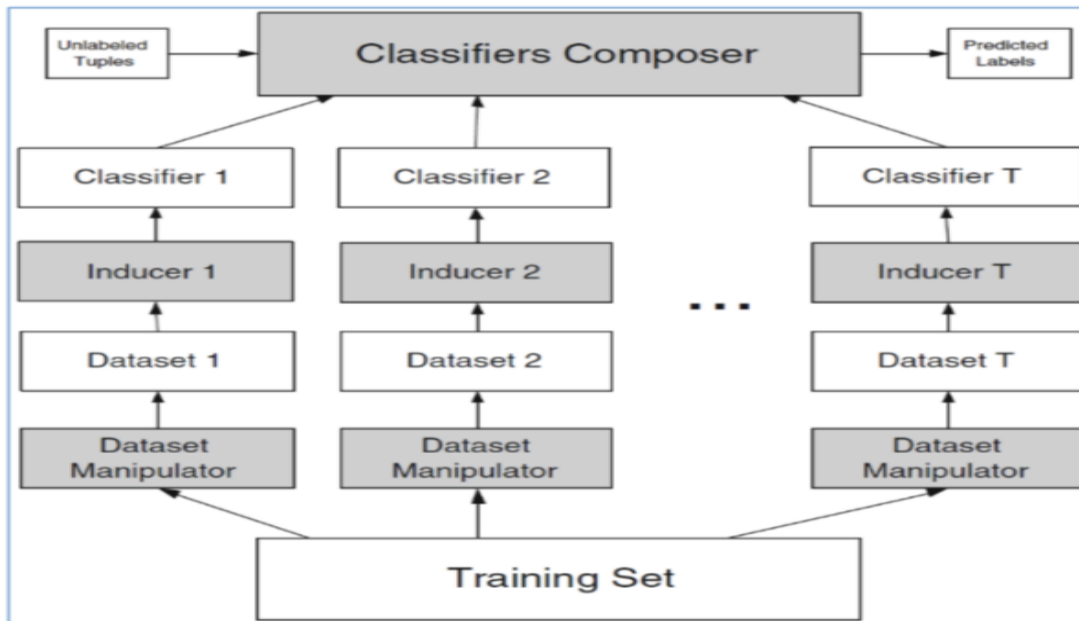 Unlabeled
Tuples
Classifiers Composer
Predicted
Labels
Classifier 1
Classifier 2
Classifier T
Inducer 1
Inducer 2
Inducer T
...
Dataset 1
Dataset 2
Dataset T
Dataset
Manipulator
Dataset
Manipulator
Dataset
Manipulator
Training Set